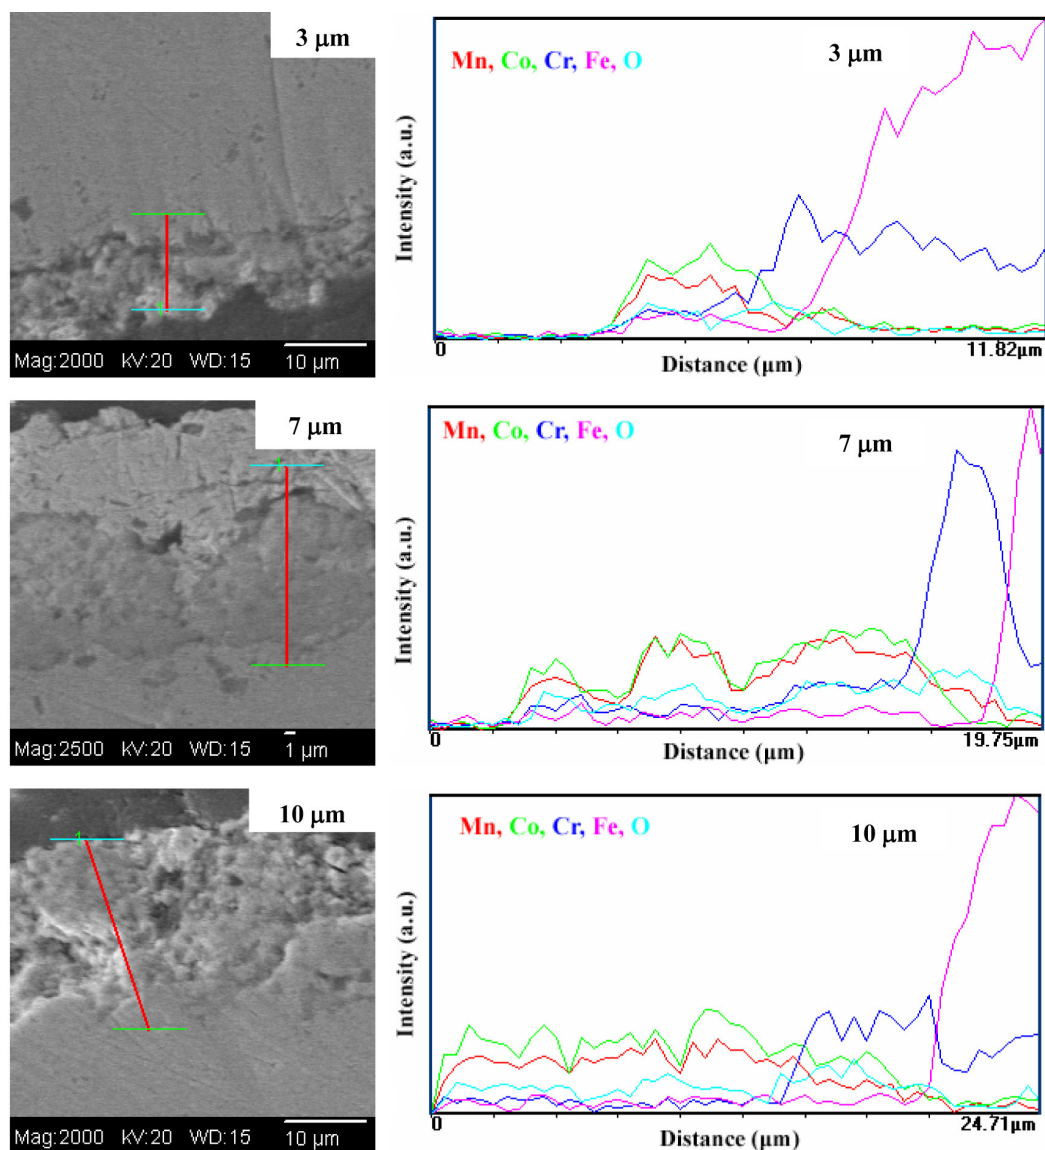 3 μm
Mag:2000 KV:20 WD:15 10 μm
Mn, Co, Cr, Fe, O
3 μm
Intensity (a.u.)
0
11.82μm
Distance (μm)
7 μm
Mag:2500 KV:20 WD:15 1 μm
Mn, Co, Cr, Fe, O
7 μm
Intensity (a.u.)
0
19.75μm
Distance (μm)
10 μm
1
Mag:2000 KV:20 WD:15 10 μm
Mn, Co, Cr, Fe, O
10 μm
Intensity (a.u.)
0
24.71μm
Distance (μm)